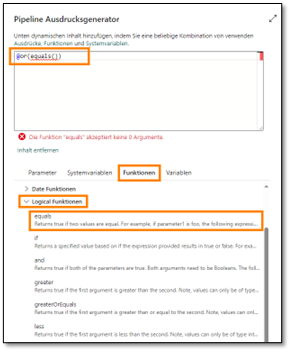 Pipeline Ausdrucksgenerator
Unten dynamischen Inhalt hinzufügen, indem Sie eine beliebige Kombination von verwenden
Ausdrücke, Funktionen und Systemvariablen.
@or(equals())
Die Funktion "equals" akzeptiert keine 0 Argumente.
Inhalt entfernen
Parameter Systemvariablen Funktionen Variablen
Date Funktionen
Logical Funktionen
equals
Returns true if two values are equal. For example, if parameter1 is foo, the following expressi...
if
Returns a specified value based on if the expression provided results in true or false. For exa...
and
Returns true if both of the parameters are true. Both arguments need to be Booleans. The foll...
greater
Returns true if the first argument is greater than the second. Note, values can only be of type...
greaterOrEquals
Returns true if the first argument is greater than or equal to the second. Note, values can onl...
less
Returns true if the first argument is less than the second. Note, values can only be of type int...